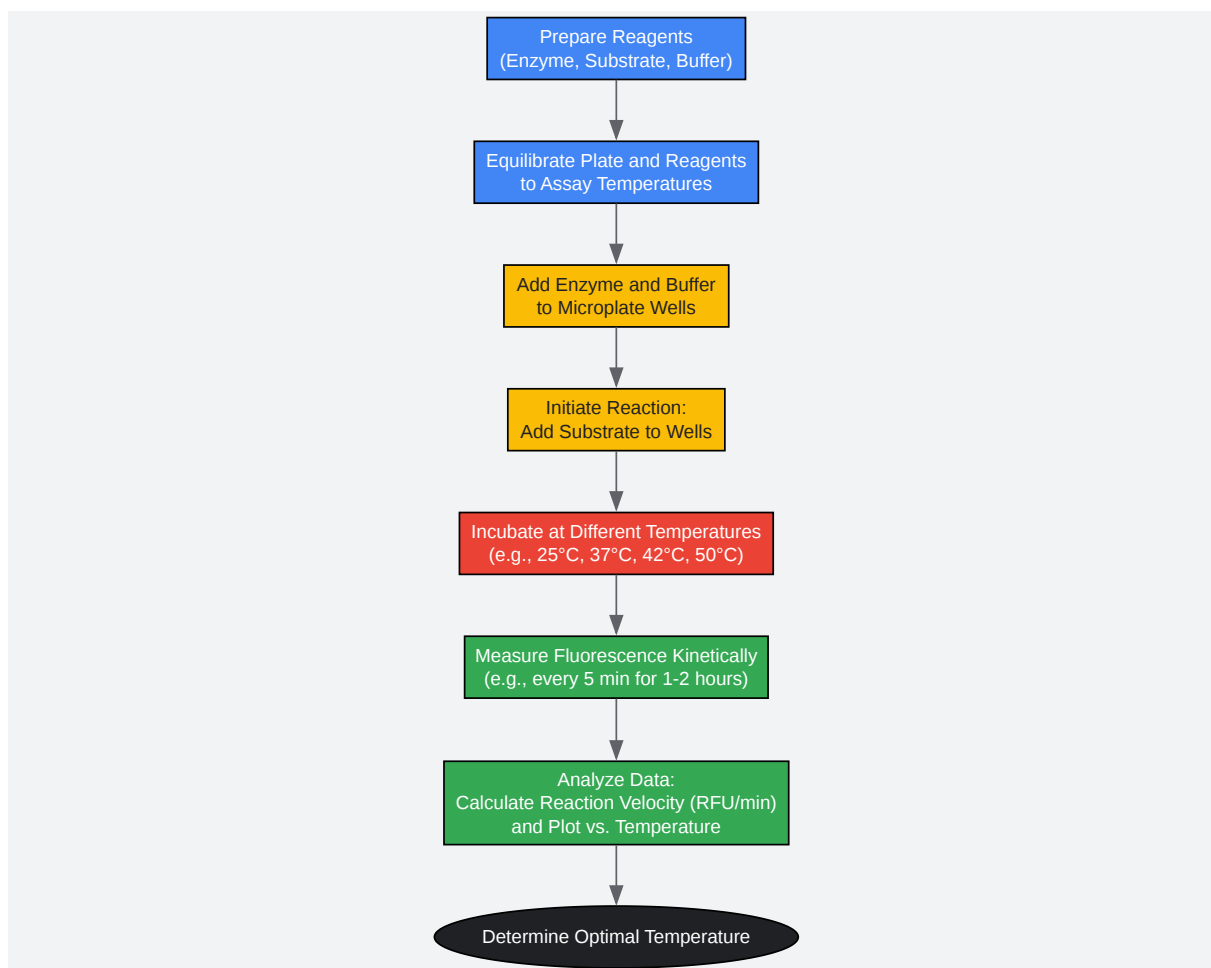 Prepare Reagents
(Enzyme, Substrate, Buffer)
Equilibrate Plate and Reagents
to Assay Temperatures
Add Enzyme and Buffer
to Microplate Wells
Initiate Reaction:
Add Substrate to Wells
Incubate at Different Temperatures
(e.g., 25°C, 37°C, 42°C, 50°C)
Measure Fluorescence Kinetically
(e.g., every 5 min for 1-2 hours)
Analyze Data:
Calculate Reaction Velocity (RFU/min)
and Plot vs. Temperature
Determine Optimal Temperature